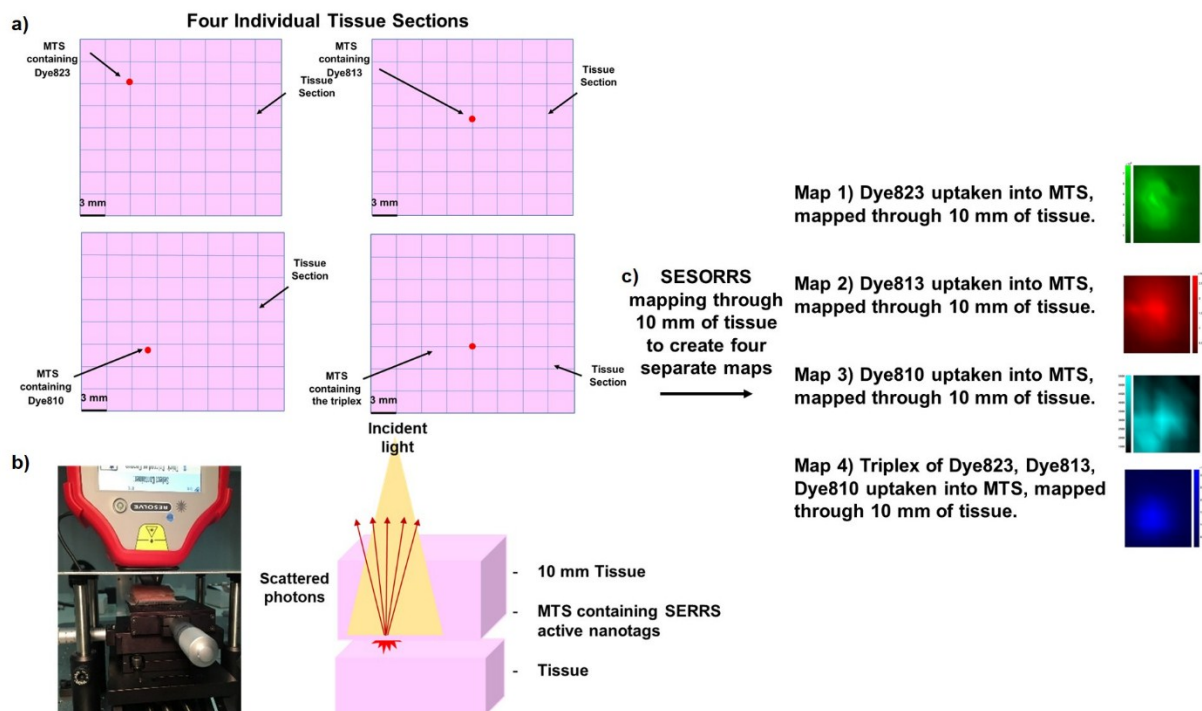 a)
Four Individual Tissue Sections
MTS
containing
Dye823
Tissue
Section
3 mm
MTS
containing
Dye813
Tissue
Section
3 mm
MTS
containing
Dye810
Tissue
Section
3 mm
MTS
containing
the triplex
Tissue
Section
3 mm
b)
RESOLVE
Select Container
Incident
light
Scattered
photons
- 10 mm Tissue
- MTS containing SERRS
active nanotags
- Tissue
c) SESORRS
mapping through
10 mm of tissue
to create four
separate maps
Map 1) Dye823 uptaken into MTS,
mapped through 10 mm of tissue.
Map 2) Dye813 uptaken into MTS,
mapped through 10 mm of tissue.
Map 3) Dye810 uptaken into MTS,
mapped through 10 mm of tissue.
Map 4) Triplex of Dye823, Dye813,
Dye810 uptaken into MTS, mapped
through 10 mm of tissue.